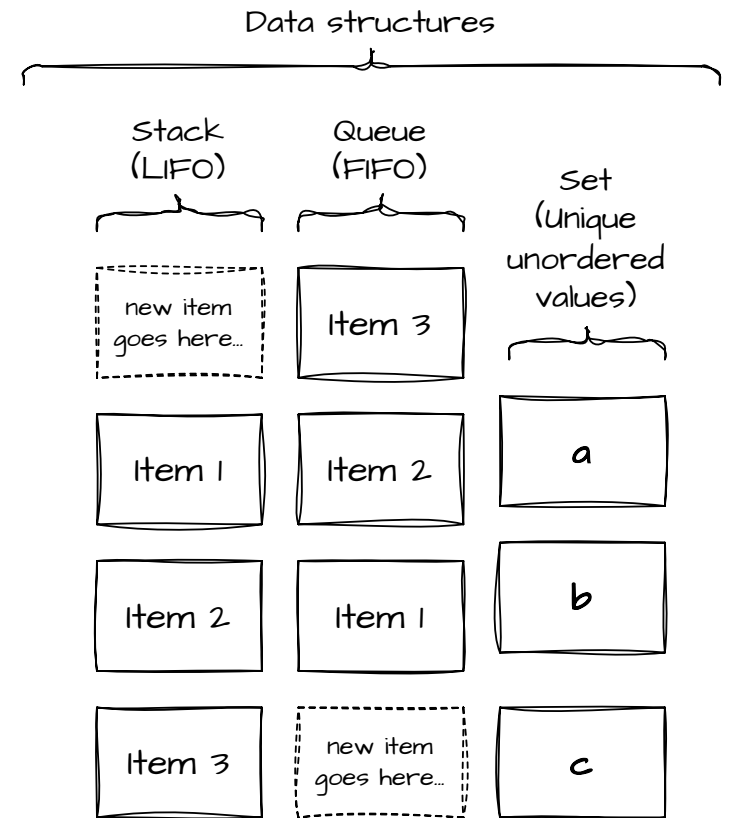 Data structures
Stack
(LIFO)
new item
goes here...
Item 1
Item 2
Item 3
Queue
(FIFO)
Item 3
Item 2
Item 1
new item
goes here...
Set
(Unique
unordered
values)
a
b
c